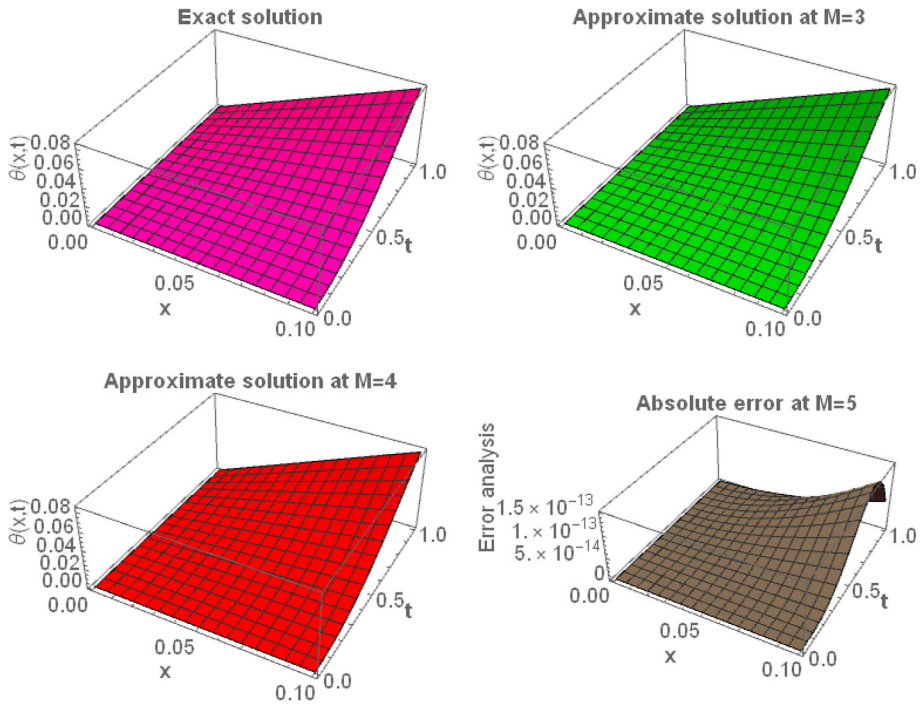 Exact solution
θ(x,t)
0.08
0.06
0.04
0.02
0.00
0.00
0.05
x
0.10
0.0
0.5
t
1.0
Approximate solution at M=3
θ(x,t)
0.08
0.06
0.04
0.02
0.00
0.00
0.05
x
0.10
0.0
0.5
t
1.0
Approximate solution at M=4
θ(x,t)
0.08
0.06
0.04
0.02
0.00
0.00
0.05
x
0.10
0.0
0.5
t
1.0
Absolute error at M=5
Error analysis
1.5 × 10⁻¹³
1. × 10⁻¹³
5. × 10⁻¹⁴
0
0.00
0.05
x
0.10
0.0
0.5
t
1.0